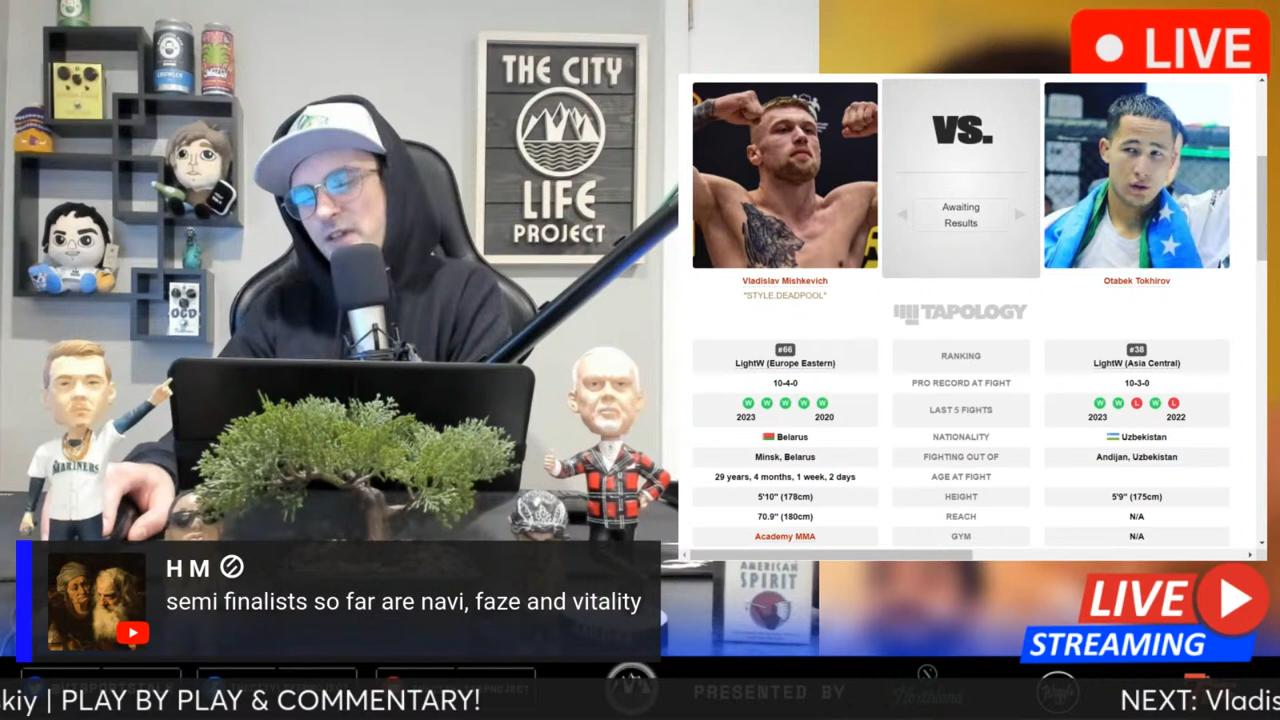 LIVE
THE CITY
LIFE
PROJECT
VS.
Awaiting
Results
Vladislav Mishkevich
"STYLE.DEADPOOL"
Otabek Tokhirov
TAPOLOGY
#66
LightW (Europe Eastern)
RANKING
#38
LightW (Asia Central)
10-4-0
PRO RECORD AT FIGHT
10-3-0
W W W W W
2023 2020
LAST 5 FIGHTS
W W L W L
2023 2022
Belarus
NATIONALITY
Uzbekistan
Minsk, Belarus
FIGHTING OUT OF
Andijan, Uzbekistan
29 years, 4 months, 1 week, 2 days
AGE AT FIGHT
5'10" (178cm)
HEIGHT
5'9" (175cm)
70.9" (180cm)
REACH
N/A
Academy MMA
GYM
N/A
OCD
MARINERS
H M
semi finalists so far are navi, faze and vitality
AMERICAN
SPIRIT
LIVE
STREAMING
PRESENTED BY
skiy | PLAY BY PLAY & COMMENTARY!
NEXT: Vladis